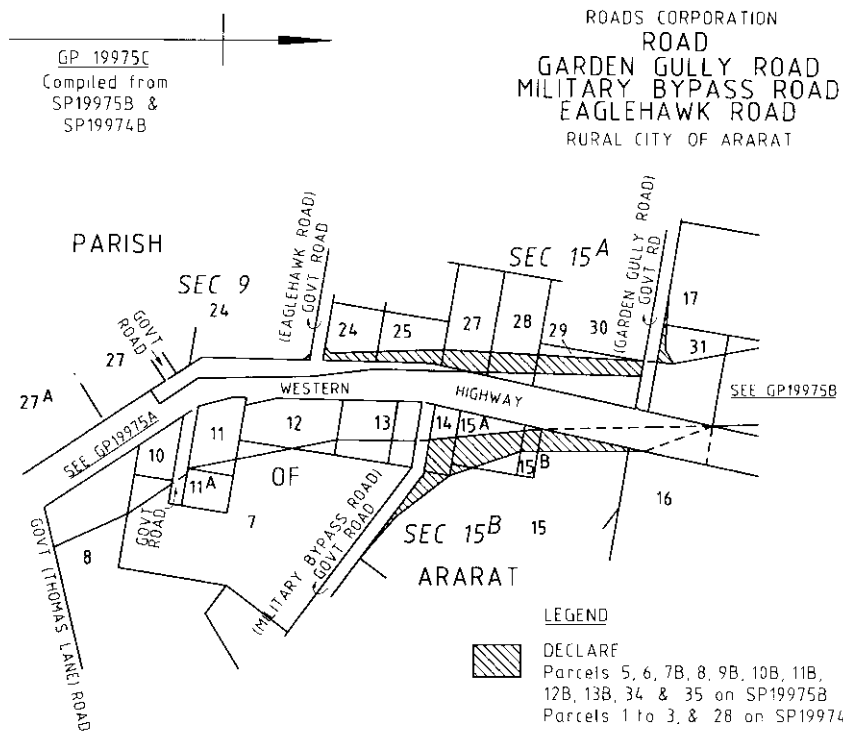 GP 19975C
Compiled from
SP19975B &
SP19974B
ROADS CORPORATION
ROAD
GARDEN GULLY ROAD
MILITARY BYPASS ROAD
EAGLEHAWK ROAD
RURAL CITY OF ARARAT
PARISH
SEC 9
24
GOVT
ROAD
27
27A
(EAGLEHAWK ROAD)
GOVT ROAD
SEC 15A
24
25
27
28
29
30
(GARDEN GULLY ROAD)
GOVT RD
17
31
SEE GP19975B
WESTERN HIGHWAY
SEE GP19975A
10
11
12
13
14
15A
11A
OF
15B
16
GOVT
ROAD
7
8
(MILITARY BYPASS ROAD)
GOVT ROAD
SEC 15B
15
GOVT (THOMAS LANE) ROAD
ARARAT
LEGEND
DECLARE
Parcels 5, 6, 7B, 8, 9B, 10B, 11B,
12B, 13B, 34 & 35 on SP19975B
Parcels 1 to 3, & 28 on SP19974